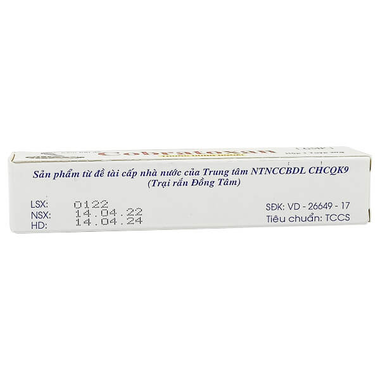 Cobratoxan
Sản phẩm từ đề tài cấp nhà nước của Trung tâm NTNCCBDL CHCQK9
(Trại rắn Đồng Tâm)
LSX: 0122
NSX: 14.04.22
HD: 14.04.24
SĐK: VD - 26649 - 17
Tiêu chuẩn: TCCS